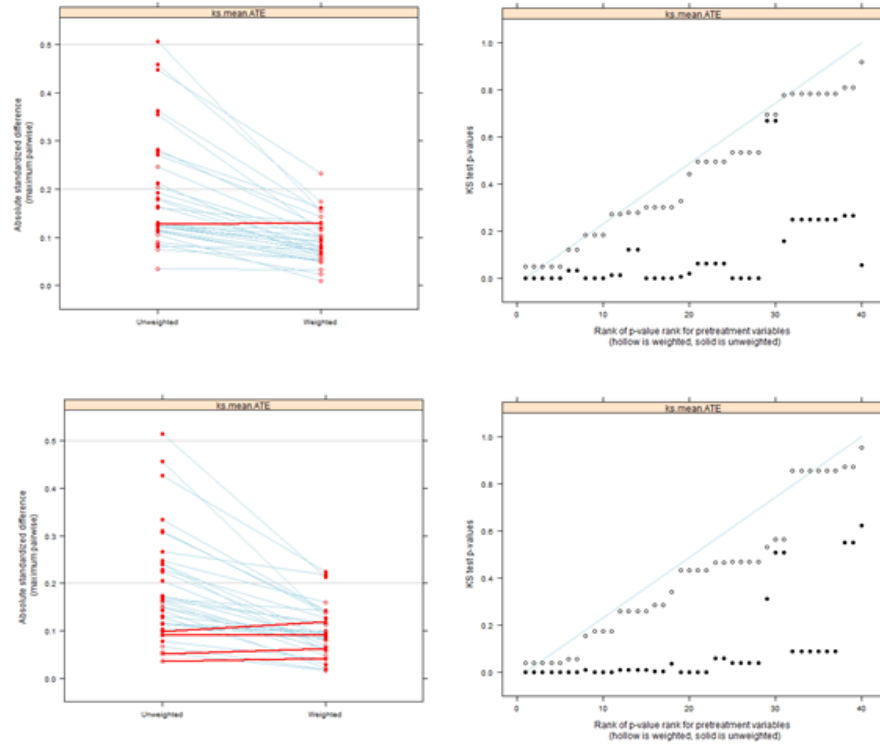 ks.mean.ATE
0.5
0.4
0.3
0.2
0.1
0.0
Absolute standardized difference
(maximum pairwise)
Unweighted Weighted
ks.mean.ATE
1.0
0.8
0.6
0.4
0.2
0.0
KS test p-values
0 10 20 30 40
Rank of p-value rank for pretreatment variables
(hollow is weighted, solid is unweighted)
ks.mean.ATE
0.5
0.4
0.3
0.2
0.1
0.0
Absolute standardized difference
(maximum pairwise)
Unweighted Weighted
ks.mean.ATE
1.0
0.8
0.6
0.4
0.2
0.0
KS test p-values
0 10 20 30 40
Rank of p-value rank for pretreatment variables
(hollow is weighted, solid is unweighted)